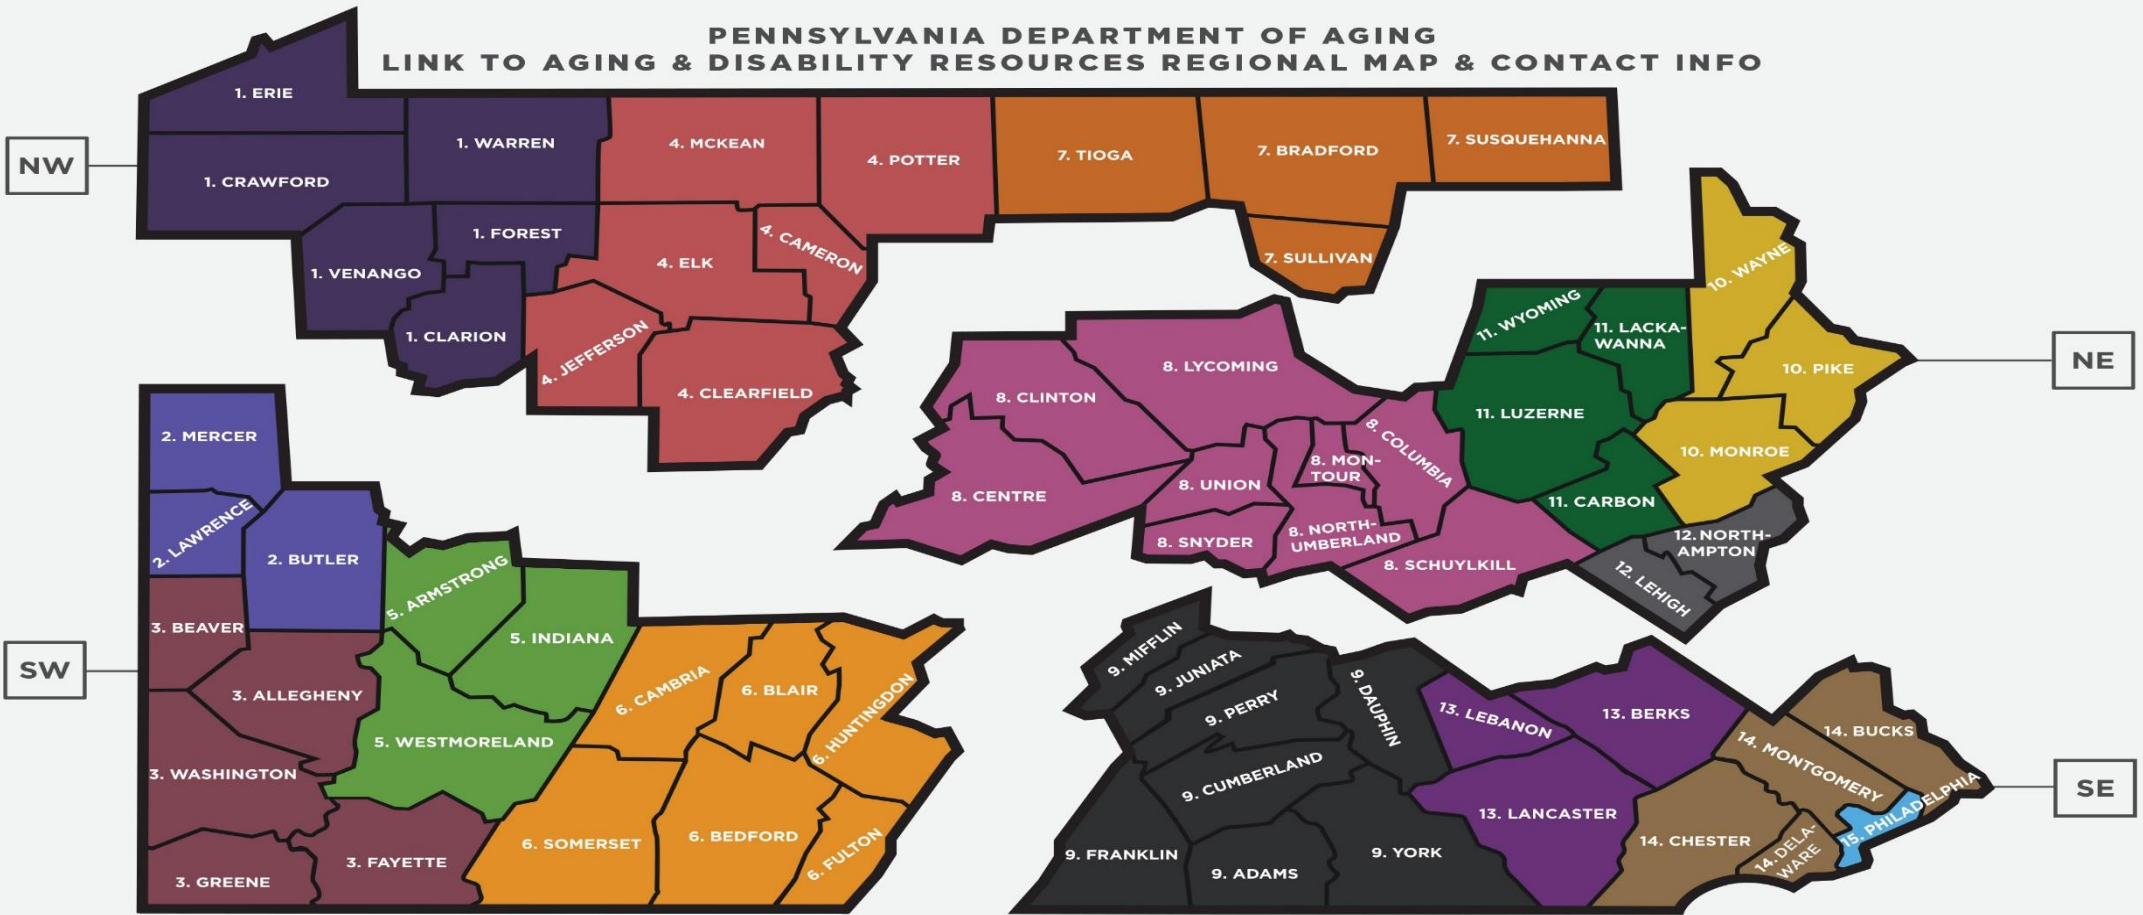 PENNSYLVANIA DEPARTMENT OF AGING
LINK TO AGING & DISABILITY RESOURCES REGIONAL MAP & CONTACT INFO
NW
1. ERIE
1. CRAWFORD
1. WARREN
1. FOREST
1. VENANGO
1. CLARION
4. MCKEAN
4. POTTER
4. ELK
4. CAMERON
4. JEFFERSON
4. CLEARFIELD
7. TIOGA
7. BRADFORD
7. SUSQUEHANNA
7. SULLIVAN
NE
8. LYCOMING
8. CLINTON
8. CENTRE
8. UNION
8. SNYDER
8. MON-
TOUR
8. COLUMBIA
8. NORTH-
UMBERLAND
8. SCHUYLKILL
11. WYOMING
11. LACKA-
WANNA
11. LUZERNE
11. CARBON
10. WAYNE
10. PIKE
10. MONROE
12. NORTH-
AMPTON
12. LEHIGH
SW
2. MERCER
2. LAWRENCE
2. BUTLER
3. BEAVER
3. ALLEGHENY
3. WASHINGTON
3. GREENE
3. FAYETTE
5. ARMSTRONG
5. INDIANA
5. WESTMORELAND
6. CAMBRIA
6. BLAIR
6. HUNTINGDON
6. SOMERSET
6. BEDFORD
6. FULTON
SE
9. MIFFLIN
9. JUNIATA
9. PERRY
9. DAUPHIN
9. CUMBERLAND
9. FRANKLIN
9. ADAMS
9. YORK
13. LEBANON
13. BERKS
13. LANCASTER
14. BUCKS
14. MONTGOMERY
14. CHESTER
14. DELA-
WARE
15. PHILADELPHIA